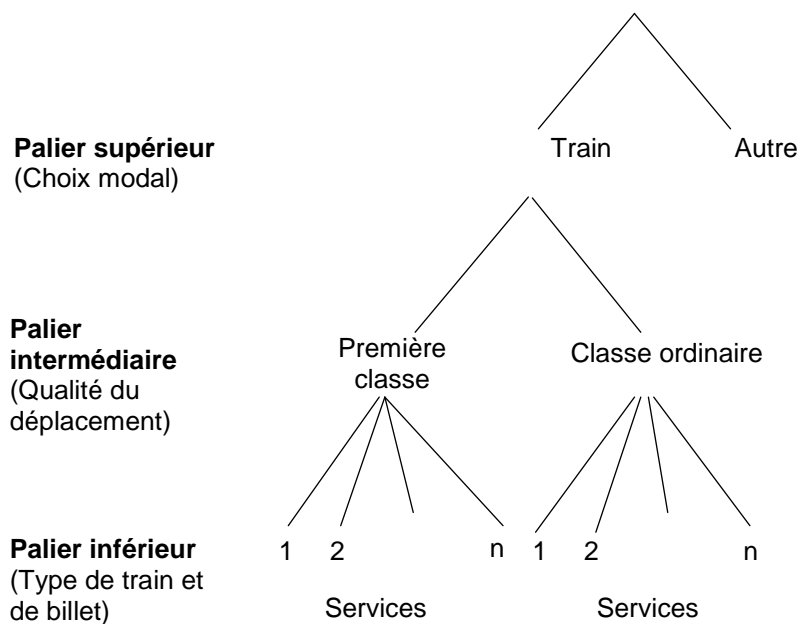 Palier supérieur
(Choix modal)
Train Autre
Palier
intermédiaire
(Qualité du
déplacement)
Première
classe
Classe ordinaire
Palier inférieur
(Type de train et
de billet)
1 2 n 1 2 n
Services Services